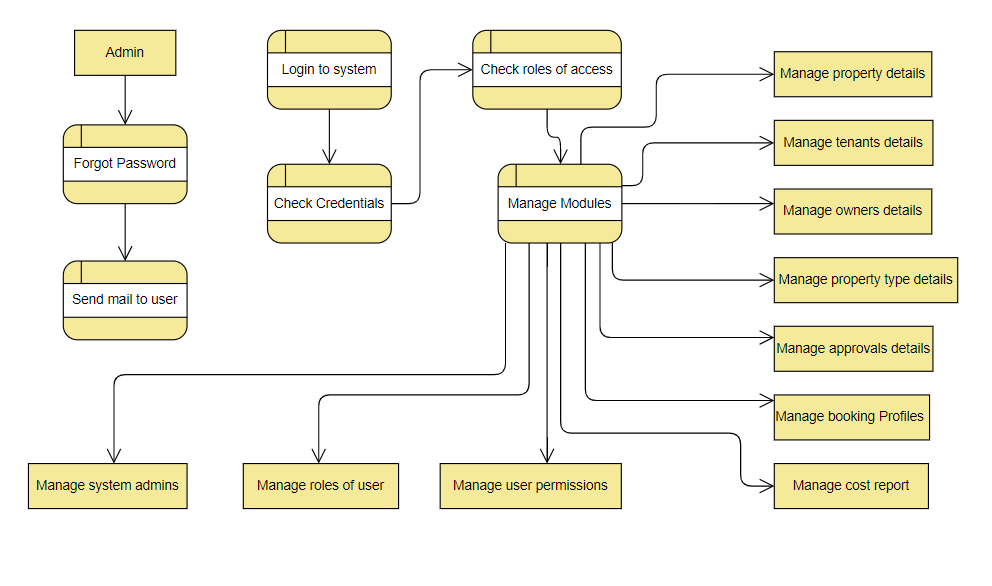 Admin
Login to system
Check roles of access
Manage property details
Manage tenants details
Forgot Password
Check Credentials
Manage Modules
Manage owners details
Send mail to user
Manage property type details
Manage approvals details
Manage booking Profiles
Manage system admins
Manage roles of user
Manage user permissions
Manage cost report